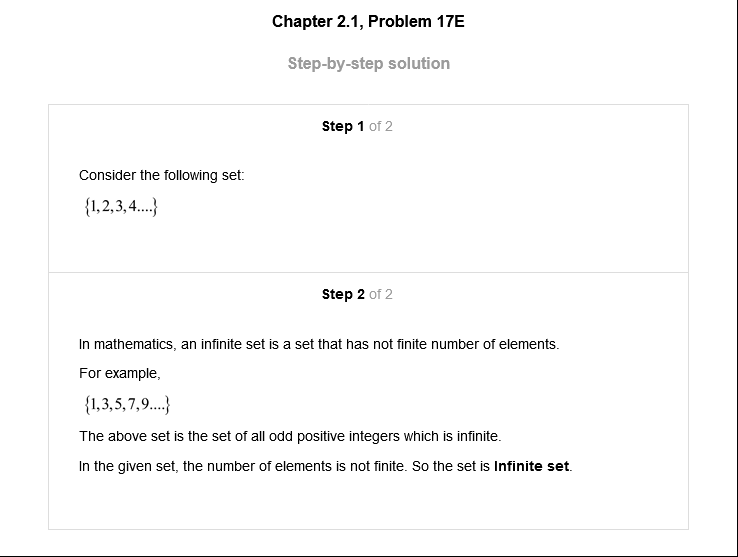 Chapter 2.1, Problem 17E
Step-by-step solution
Step 1 of 2
Consider the following set:
{1,2,3,4....}
Step 2 of 2
In mathematics, an infinite set is a set that has not finite number of elements.
For example,
{1,3,5,7,9....}
The above set is the set of all odd positive integers which is infinite.
In the given set, the number of elements is not finite. So the set is Infinite set.